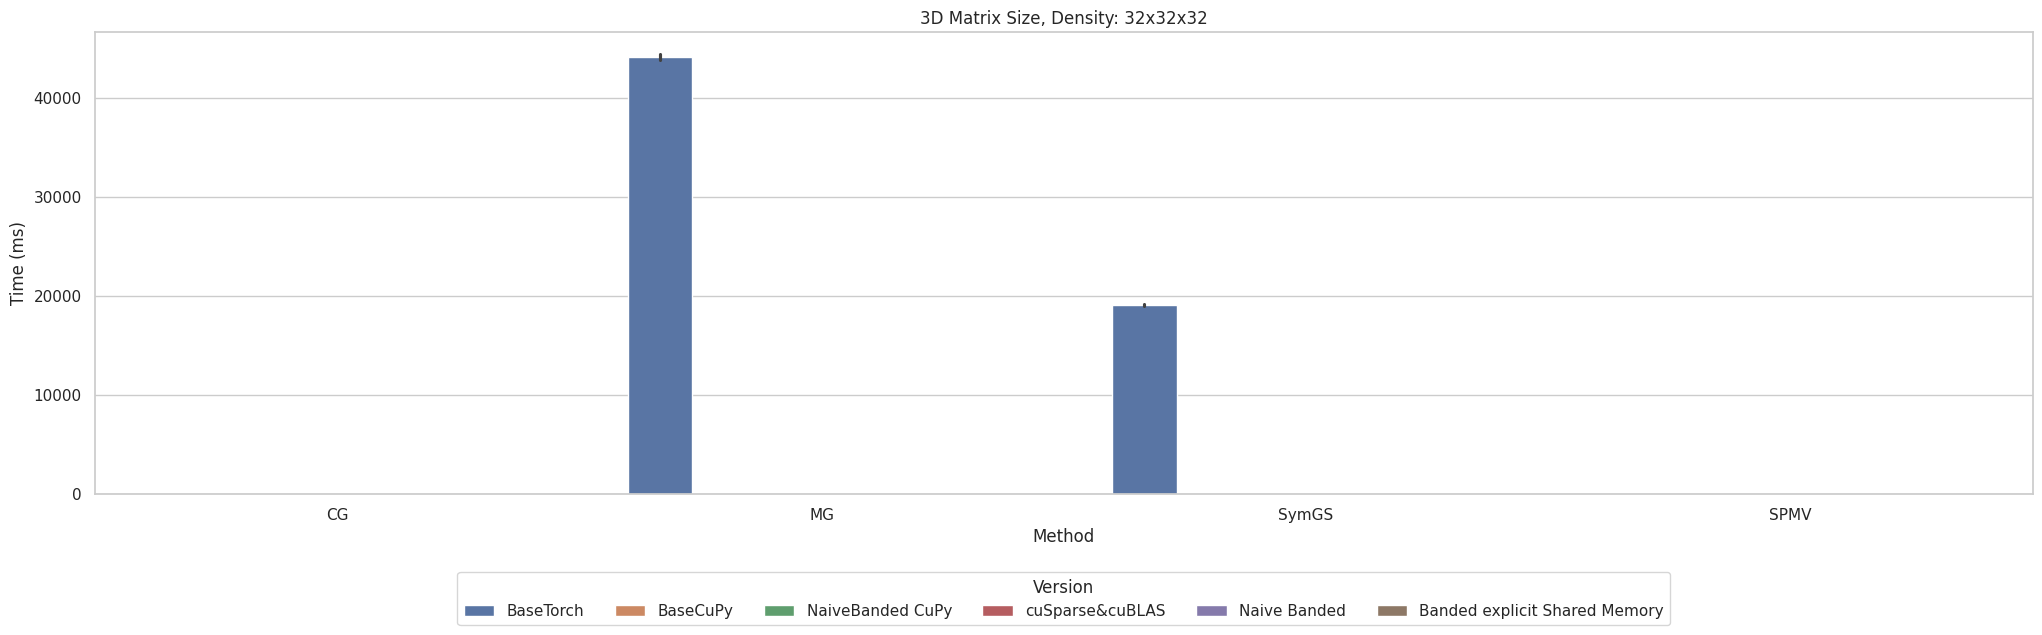 3D Matrix Size, Density: 32x32x32
Time (ms)
40000
30000
20000
10000
0
CG MG SymGS SPMV
Method
Version
BaseTorch BaseCuPy NaiveBanded CuPy cuSparse&cuBLAS Naive Banded Banded explicit Shared Memory